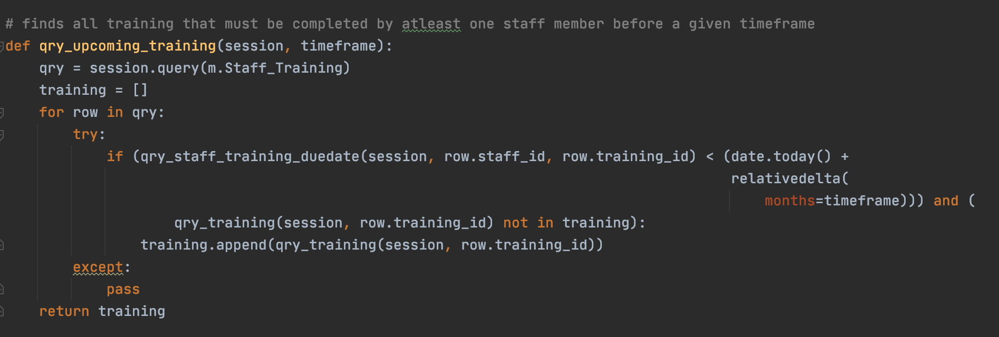 # finds all training that must be completed by atleast one staff member before a given timeframe
def qry_upcoming_training(session, timeframe):
    qry = session.query(m.Staff_Training)
    training = []
    for row in qry:
        try:
            if (qry_staff_training_duedate(session, row.staff_id, row.training_id) < (date.today() +
                                                                                      relativedelta(
                                                                                          months=timeframe))) and (
                    qry_training(session, row.training_id) not in training):
                training.append(qry_training(session, row.training_id))
        except:
            pass
    return training